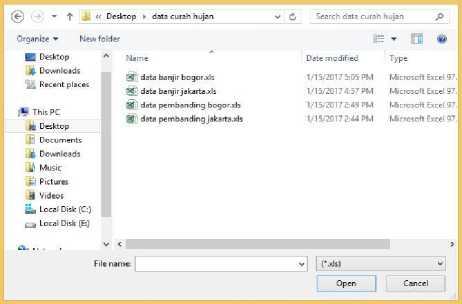 « Desktop › data curah hujan
Search data curah hujan
Organize New folder
Name Date modified Type
Desktop
Downloads
Recent places
This PC
Desktop
Documents
Downloads
Music
Pictures
Videos
Local Disk (C:)
Local Disk (E:)
data banjir bogor.xls 1/15/2017 5:05 PM Microsoft Excel 97
data banjir jakarta.xls 1/15/2017 4:57 PM Microsoft Excel 97
data pembanding bogor.xls 1/15/2017 2:49 PM Microsoft Excel 97
data pembanding jakarta.xls 1/15/2017 2:44 PM Microsoft Excel 97
File name: (*.xls)
Open Cancel